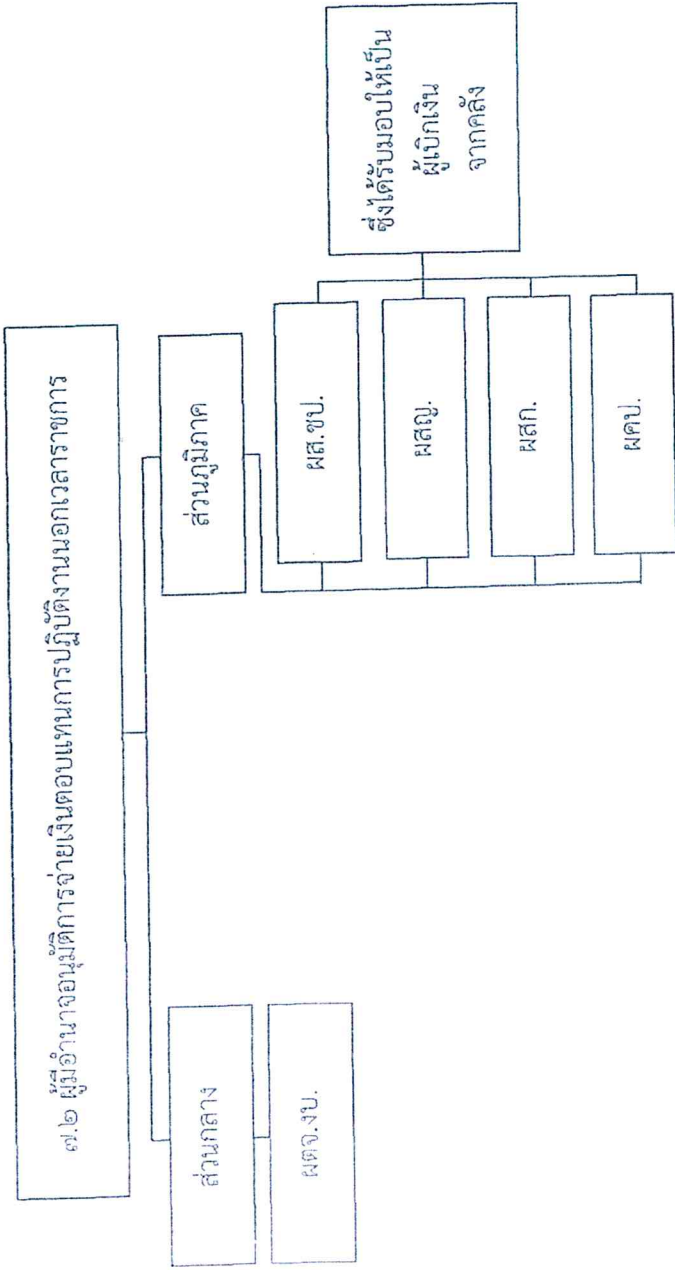 ๗.๒ ผู้มีอำนาจอนุมัติการจ่ายเงินตอบแทนการปฏิบัติงานนอกเวลาราชการ
ส่วนกลาง
ผตจ.งบ.
ส่วนภูมิภาค
ผส.ชป.
ผสญ.
ผสก.
ผคป.
ซึ่งได้รับมอบให้เป็น
ผู้เบิกเงิน
จากคลัง